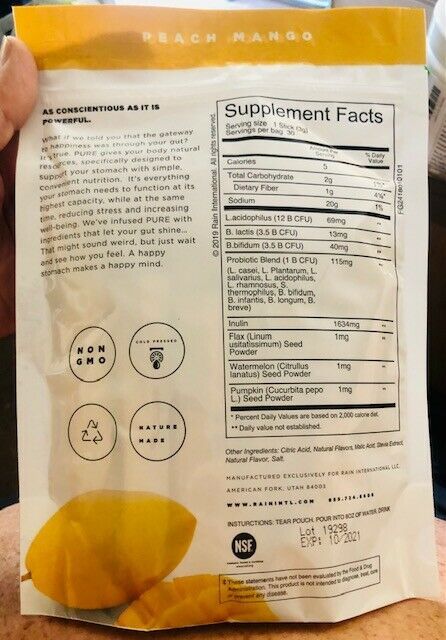 PEACH MANGO
AS CONSCIENTIOUS AS IT IS
POWERFUL.
What if we told you that the gateway
to happiness was through your gut?
It's true. PURE gives your body natural
resources, specifically designed to
support your stomach with simple,
convenient nutrition. It's everything
your stomach needs to function at its
highest capacity, while at the same
time, reducing stress and increasing
well-being. We've infused PURE with
ingredients that let your gut shine...
That might sound weird, but just wait
and see how you feel. A happy
stomach makes a happy mind.
NON
GMO
COLD PRESSED
NATURE
MADE
© 2019 Rain International. All rights reserved.
Supplement Facts
Serving size 1 Stick (3g)
Servings per bag 30
Amount Per
Serving
% Daily
Value
Calories 5
Total Carbohydrate 2g 1%*
Dietary Fiber 1g 4%*
Sodium 20g 1%
L.acidophilus (12 B CFU) 69mg **
B. lactis (3.5 B CFU) 13mg **
B.bifidum (3.5 B CFU) 40mg **
Probiotic Blend (1 B CFU) 115mg **
(L. casei, L. Plantarum, L.
salivarius, L. acidophilus,
L. rhamnosus, S.
thermophilus, B. bifidum,
B. infantis, B. longum, B.
breve)
Inulin 1634mg **
Flax (Linum 1mg **
usitatissimum) Seed
Powder
Watermelon (Citrullus 1mg **
lanatus) Seed Powder
Pumpkin (Cucurbita pepo 1mg **
L.) Seed Powder
* Percent Daily Values are based on 2,000 calorie diet.
** Daily value not established.
Other Ingredients: Citric Acid, Natural Flavors, Malic Acid, Stevia Extract,
Natural Flavor, Salt.
MANUFACTURED EXCLUSIVELY FOR RAIN INTERNATIONAL LLC
AMERICAN FORK, UTAH 84003
WWW.RAININTL.COM
INSTURCTIONS: TEAR POUCH. POUR INTO 8OZ OF WATER. DRINK
Lot 19298
EXP: 10/2021
NSF
These statements have not been evaluated by the Food & Drug
Administration. This product is not intended to diagnose, treat, cure
or prevent any disease.